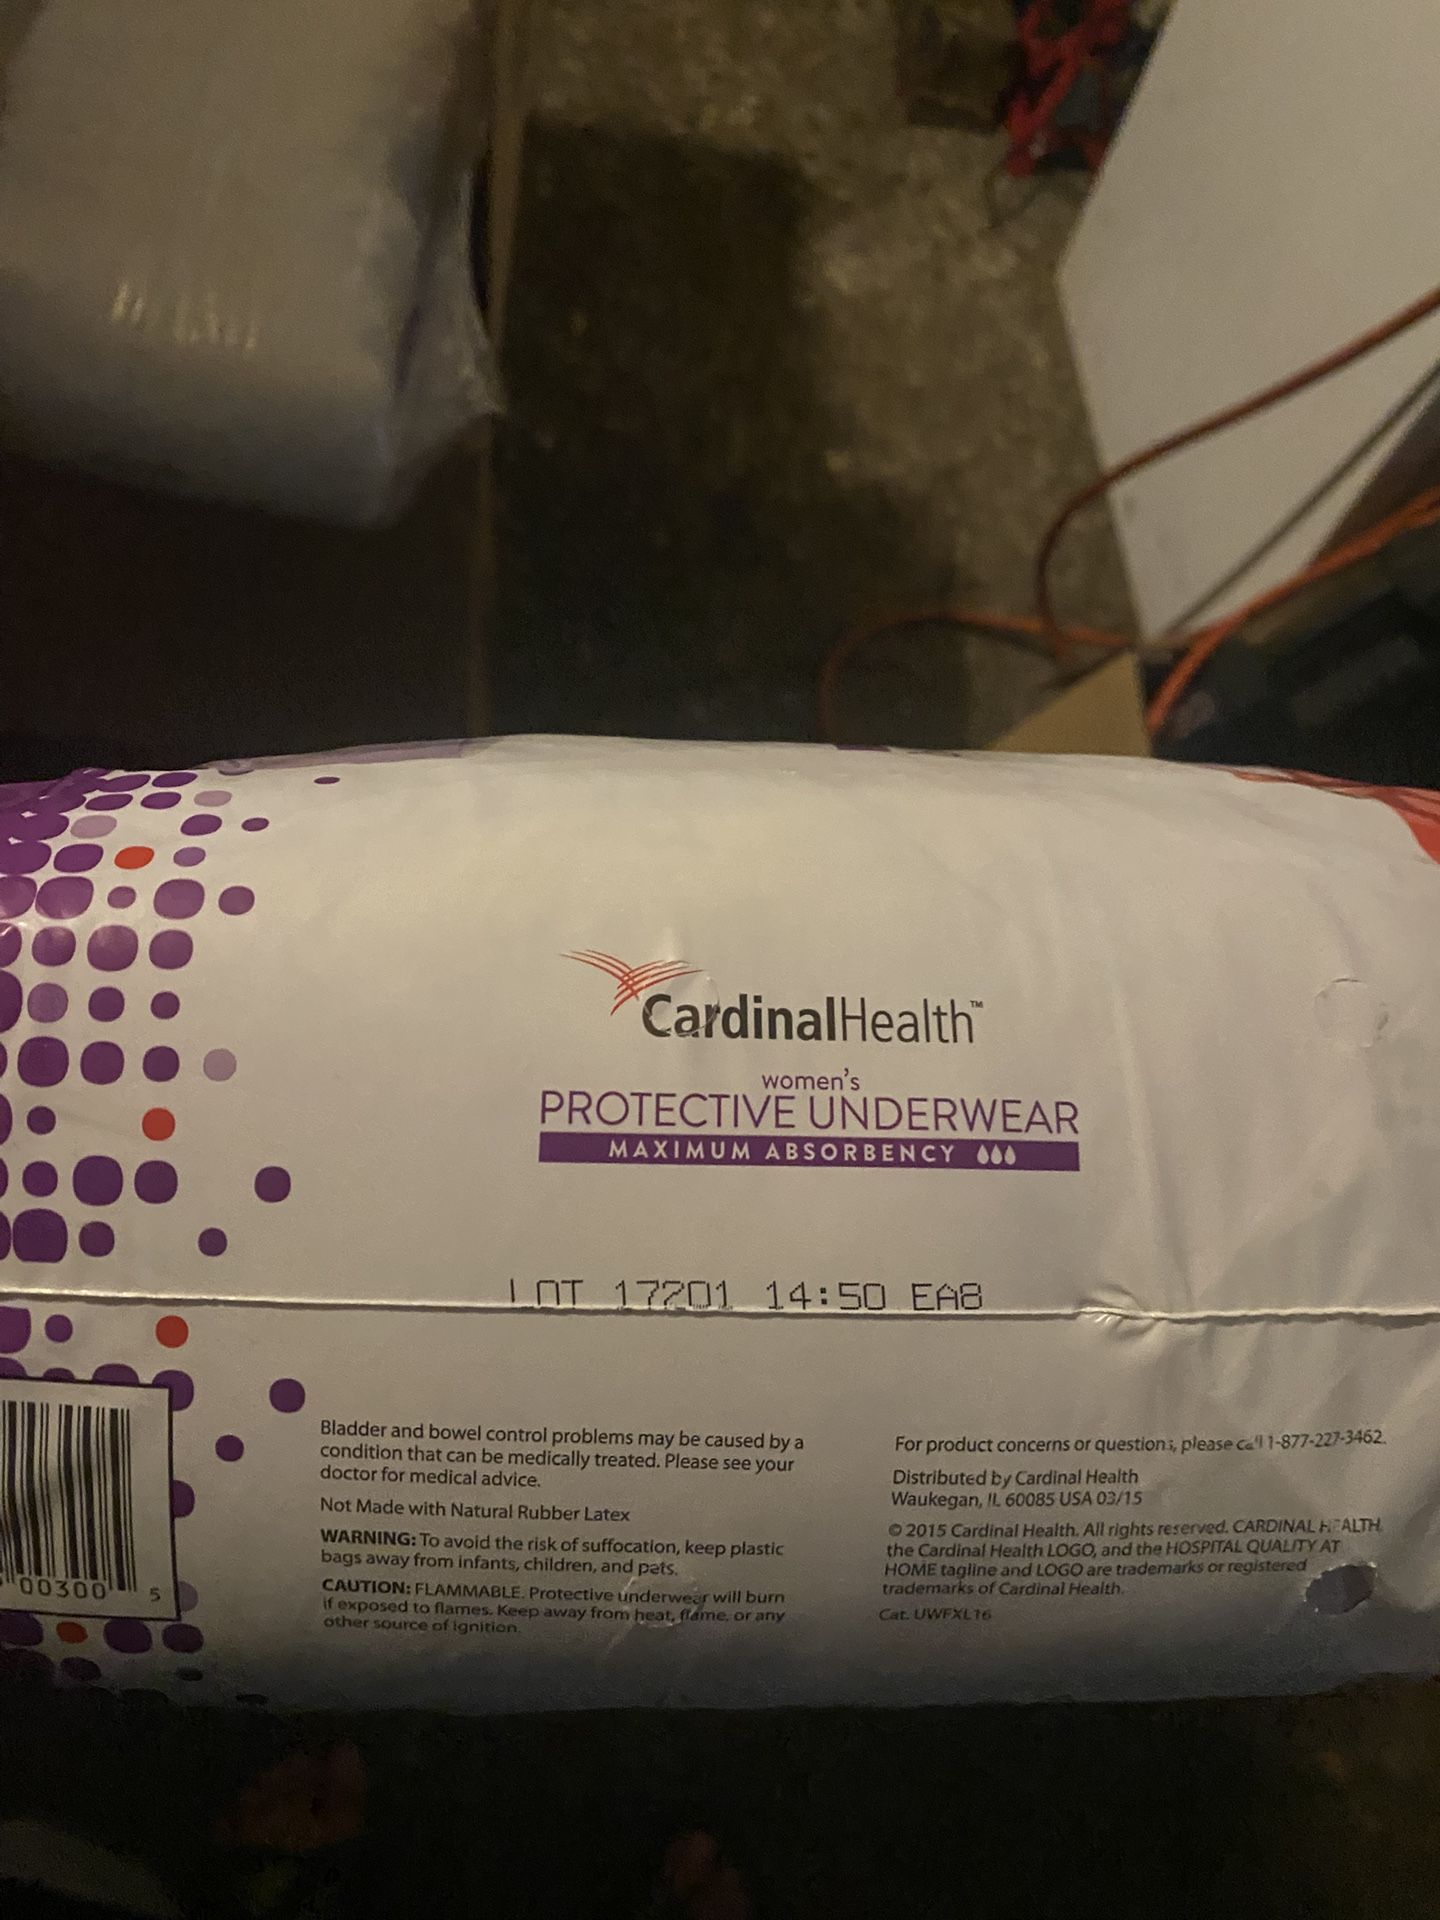 CardinalHealth™
women's
PROTECTIVE UNDERWEAR
MAXIMUM ABSORBENCY
LOT 17201 14:50 EA8
Bladder and bowel control problems may be caused by a
condition that can be medically treated. Please see your
doctor for medical advice.
Not Made with Natural Rubber Latex
WARNING: To avoid the risk of suffocation, keep plastic
bags away from infants, children, and pets.
CAUTION: FLAMMABLE. Protective underwear will burn
if exposed to flames. Keep away from heat, flame, or any
other source of ignition.
00300 5
For product concerns or questions, please call 1-877-227-3462.
Distributed by Cardinal Health
Waukegan, IL 60085 USA 03/15
© 2015 Cardinal Health. All rights reserved. CARDINAL HEALTH,
the Cardinal Health LOGO, and the HOSPITAL QUALITY AT
HOME tagline and LOGO are trademarks or registered
trademarks of Cardinal Health.
Cat. UWFXL16